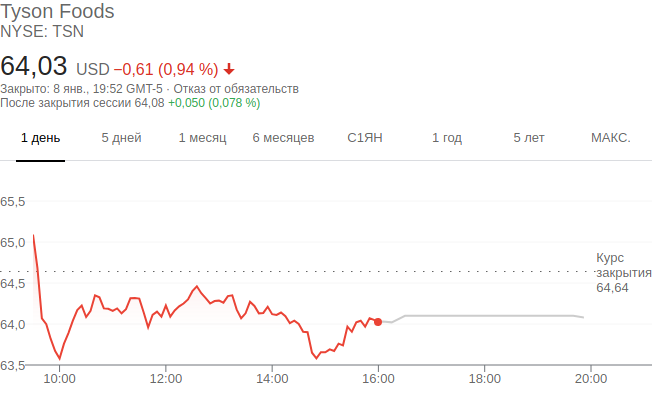 Tyson Foods
NYSE: TSN
64,03 USD −0,61 (0,94 %)
Закрыто: 8 янв., 19:52 GMT-5 · Отказ от обязательств
После закрытия сессии 64,08 +0,050 (0,078 %)
1 день 5 дней 1 месяц 6 месяцев С1ЯН 1 год 5 лет МАКС.
65,5
65,0
Курс
закрытия
64,64
64,5
64,0
63,5
10:00 12:00 14:00 16:00 18:00 20:00